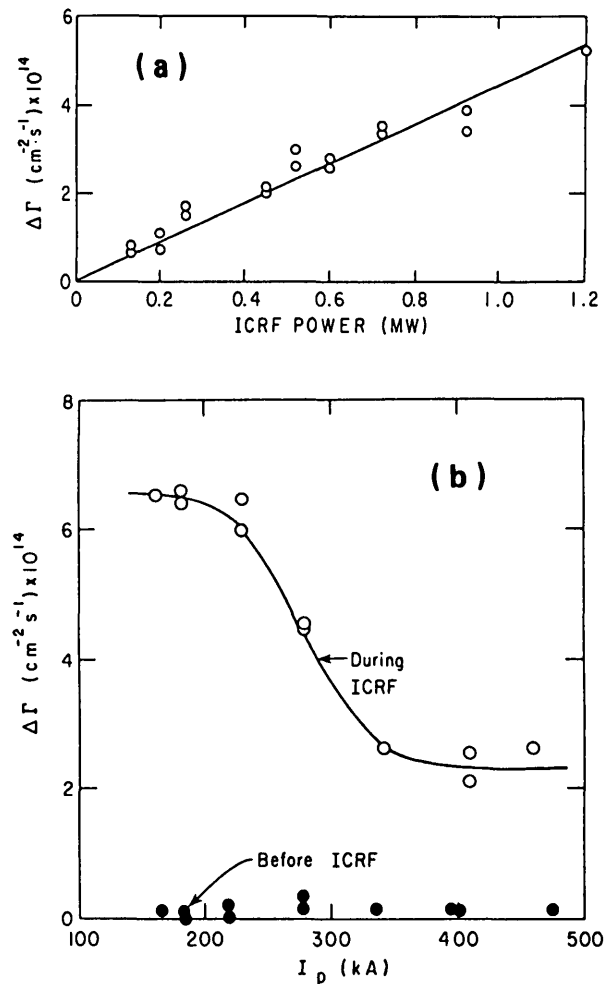 6
(a)
4
2
0
ΔΓ (cm⁻²·s⁻¹)×10¹⁴
0 0.2 0.4 0.6 0.8 1.0 1.2
ICRF POWER (MW)
8
(b)
6
4
2
0
ΔΓ (cm⁻² s⁻¹)×10¹⁴
During
ICRF
Before ICRF
100 200 300 400 500
Iₚ (kA)